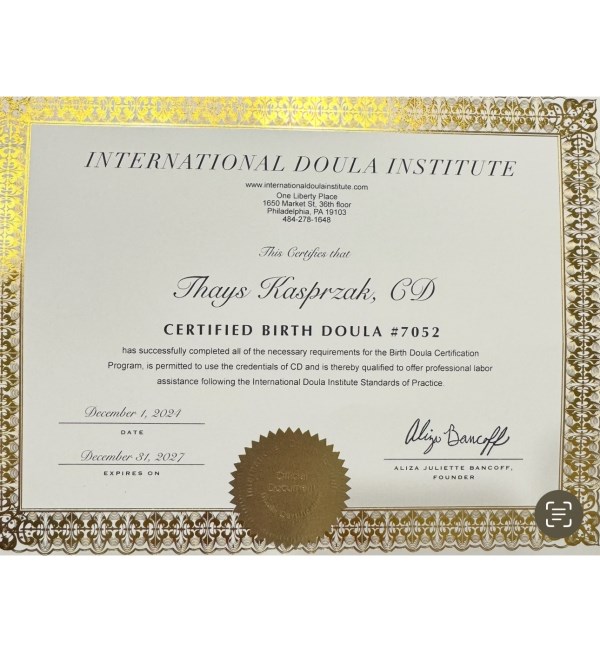 INTERNATIONAL DOULA INSTITUTE
www.internationaldoulainstitute.com
One Liberty Place
1650 Market St, 36th floor
Philadelphia, PA 19103
484-278-1648
This Certifies that
Thays Kasprzak, CD
CERTIFIED BIRTH DOULA #7052
has successfully completed all of the necessary requirements for the Birth Doula Certification
Program, is permitted to use the credentials of CD and is thereby qualified to offer professional labor
assistance following the International Doula Institute Standards of Practice.
December 1, 2024
DATE
December 31, 2027
EXPIRES ON
Aliza Bancoff
ALIZA JULIETTE BANCOFF,
FOUNDER
Official
Document